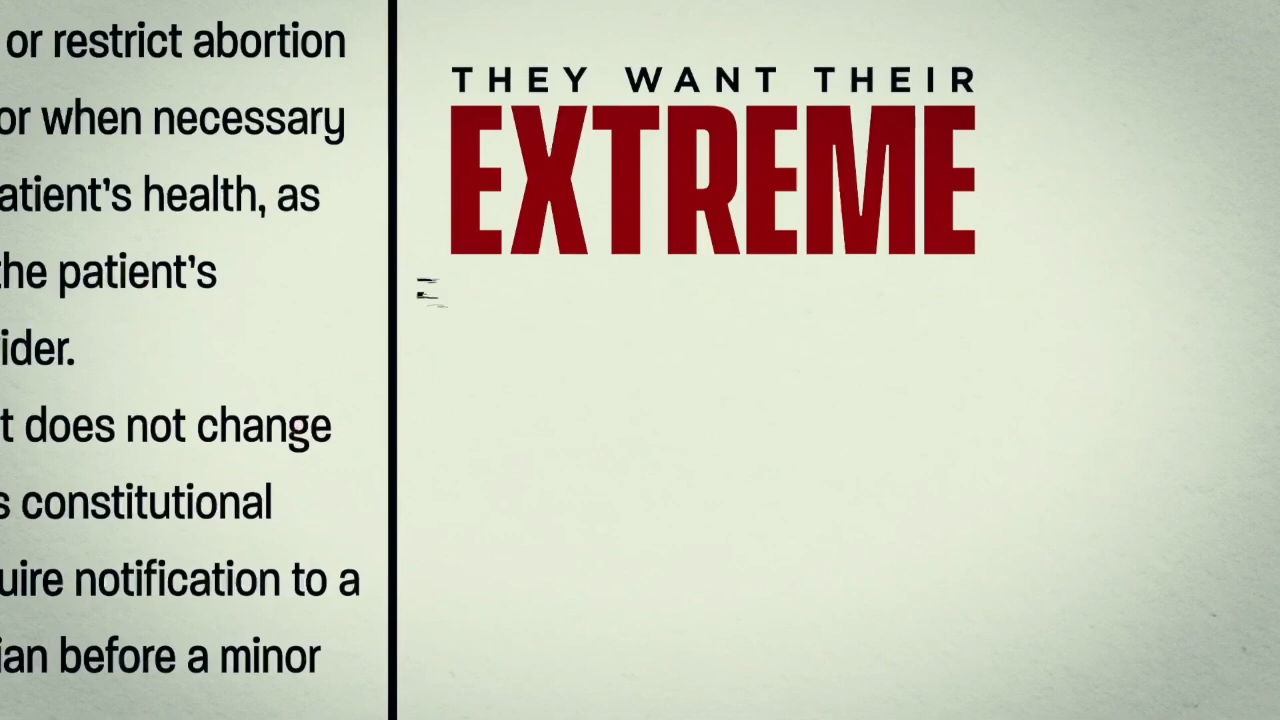 or restrict abortion
or when necessary
atient's health, as
the patient's
ider.
t does not change
s constitutional
uire notification to a
ian before a minor
THEY WANT THEIR
EXTREME